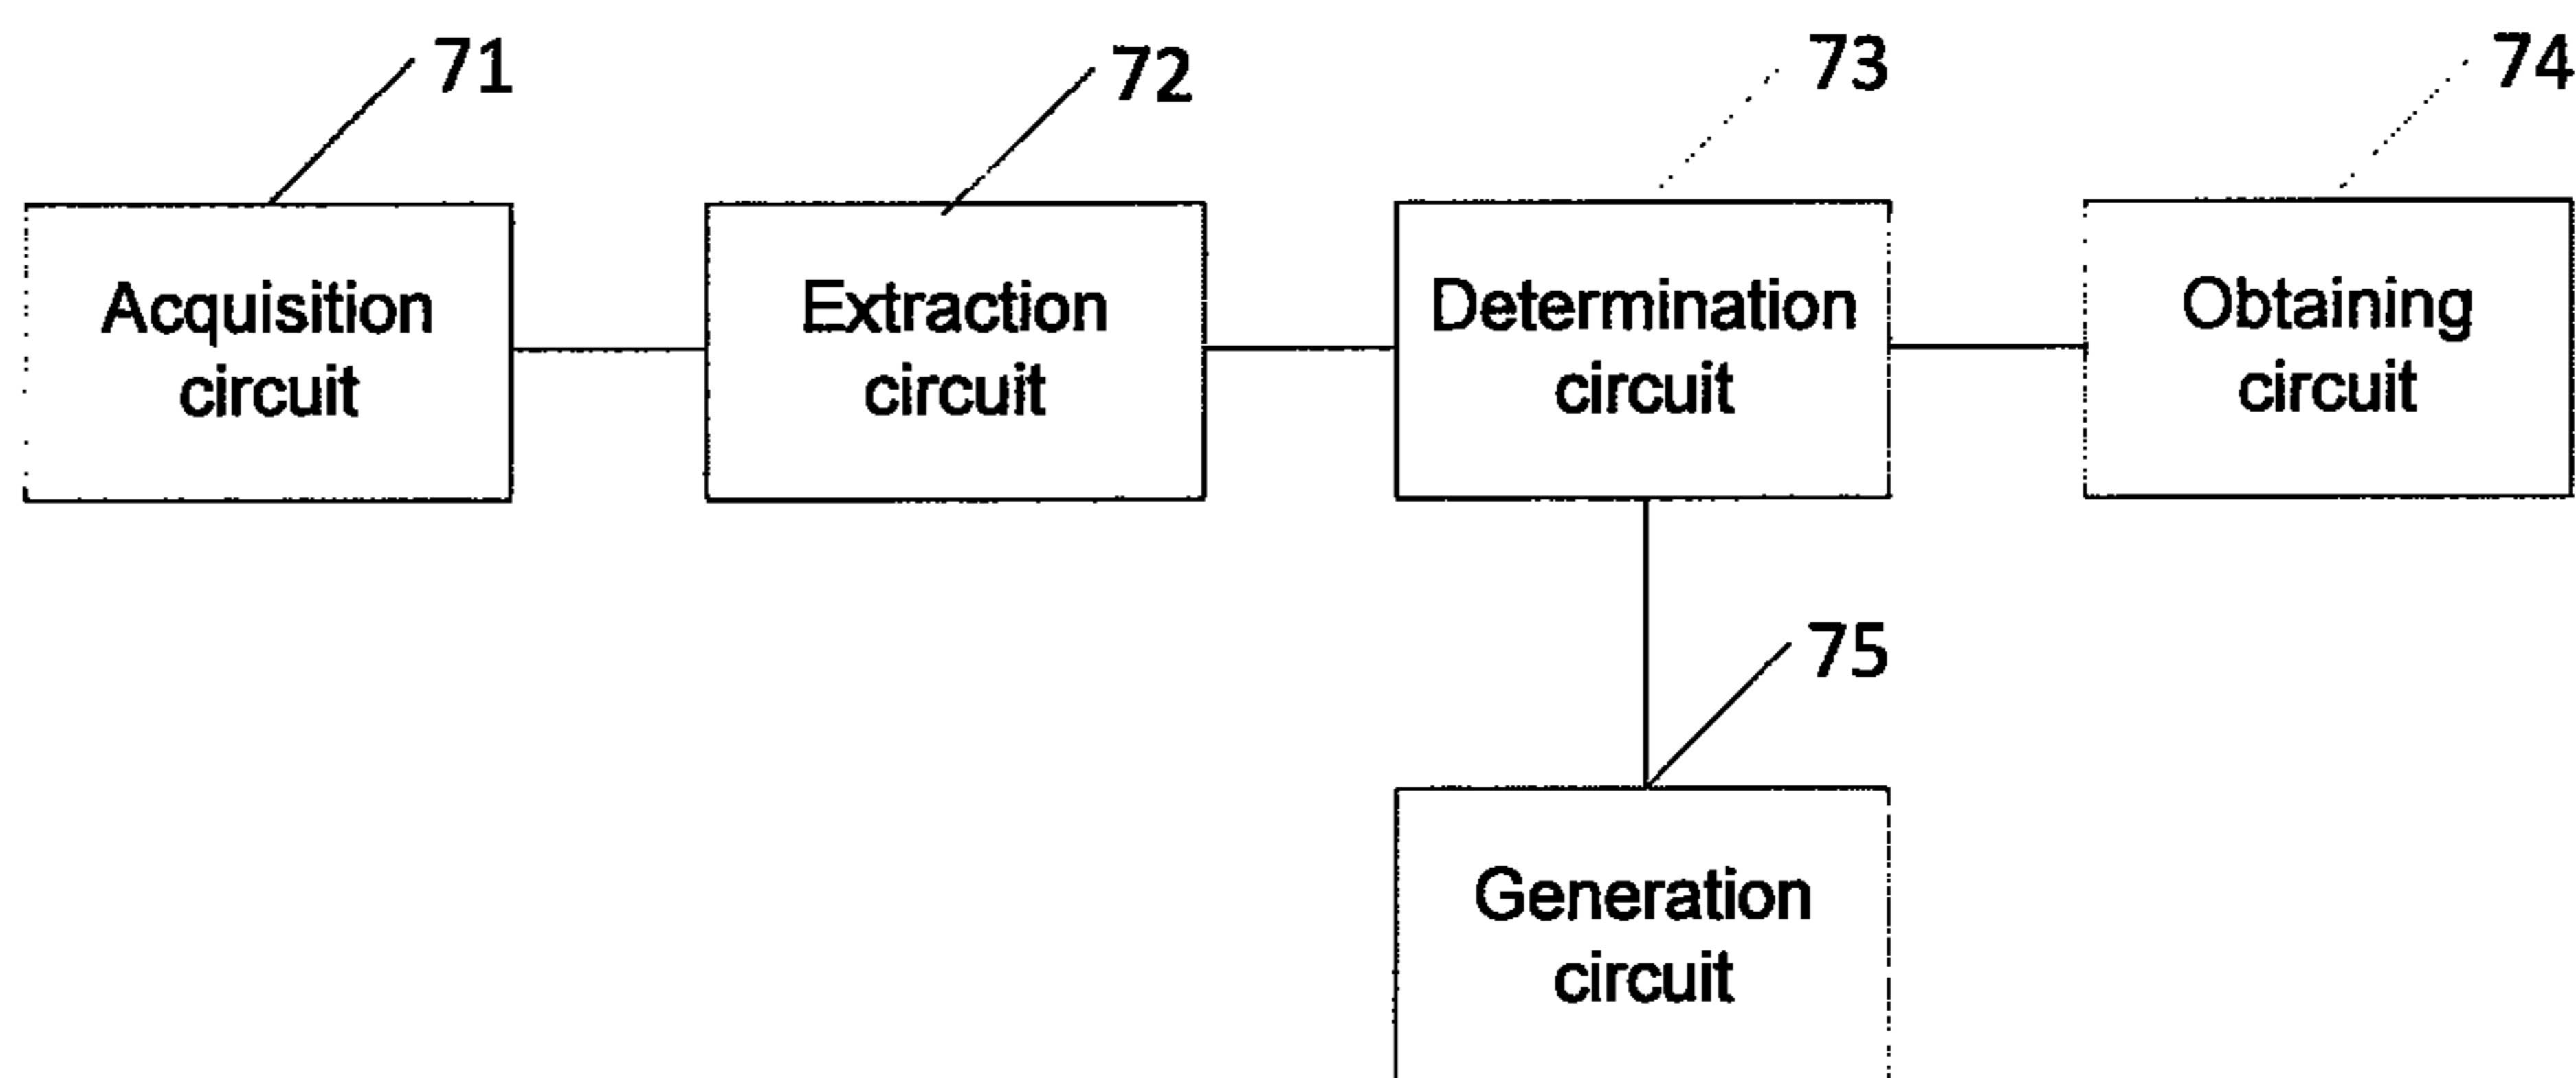 71
72
73
74
Acquisition
circuit
Extraction
circuit
Determination
circuit
Obtaining
circuit
75
Generation
circuit